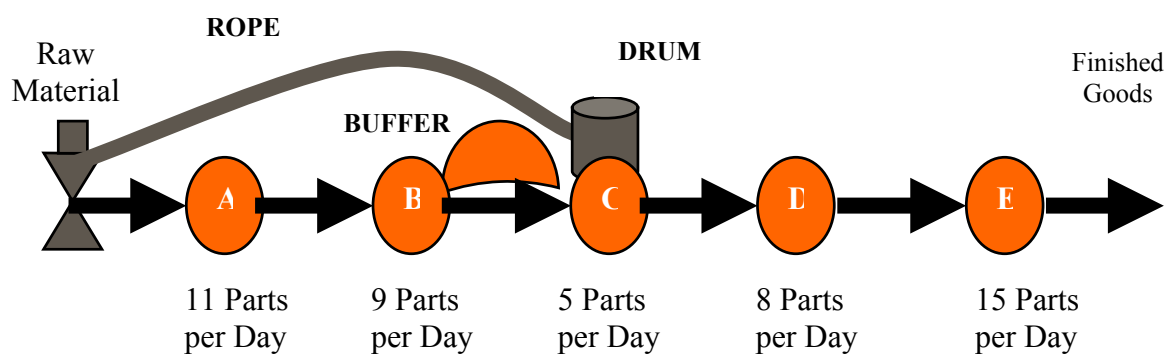 ROPE
DRUM
Raw
Material
Finished
Goods
BUFFER
A
B
C
D
E
11 Parts
per Day
9 Parts
per Day
5 Parts
per Day
8 Parts
per Day
15 Parts
per Day